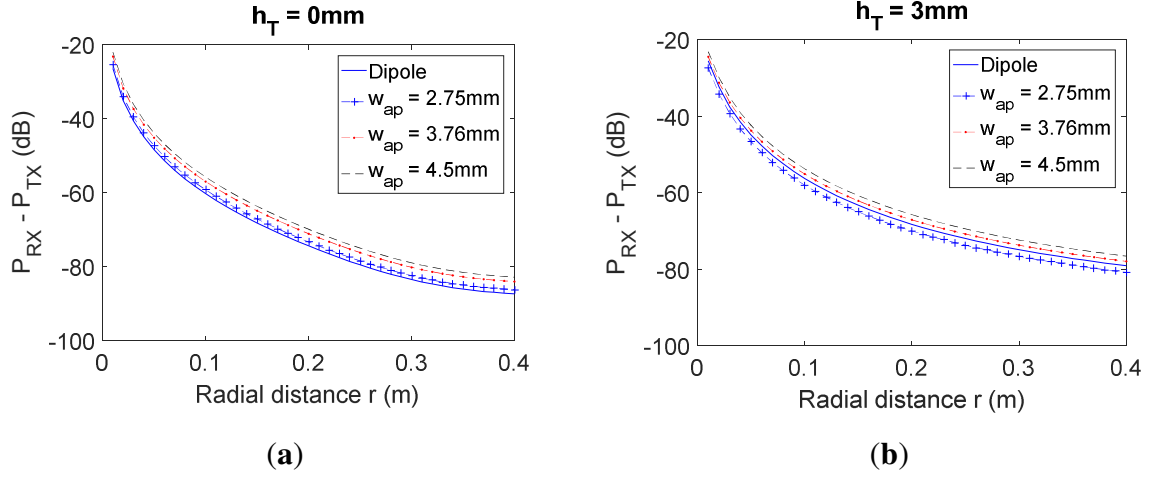 h_T = 0mm
-20
-40
-60
-80
-100
P_RX - P_TX (dB)
Dipole
w_ap = 2.75mm
w_ap = 3.76mm
w_ap = 4.5mm
0
0.1
0.2
0.3
0.4
Radial distance r (m)
(a)
h_T = 3mm
-20
-40
-60
-80
-100
P_RX - P_TX (dB)
Dipole
w_ap = 2.75mm
w_ap = 3.76mm
w_ap = 4.5mm
0
0.1
0.2
0.3
0.4
Radial distance r (m)
(b)